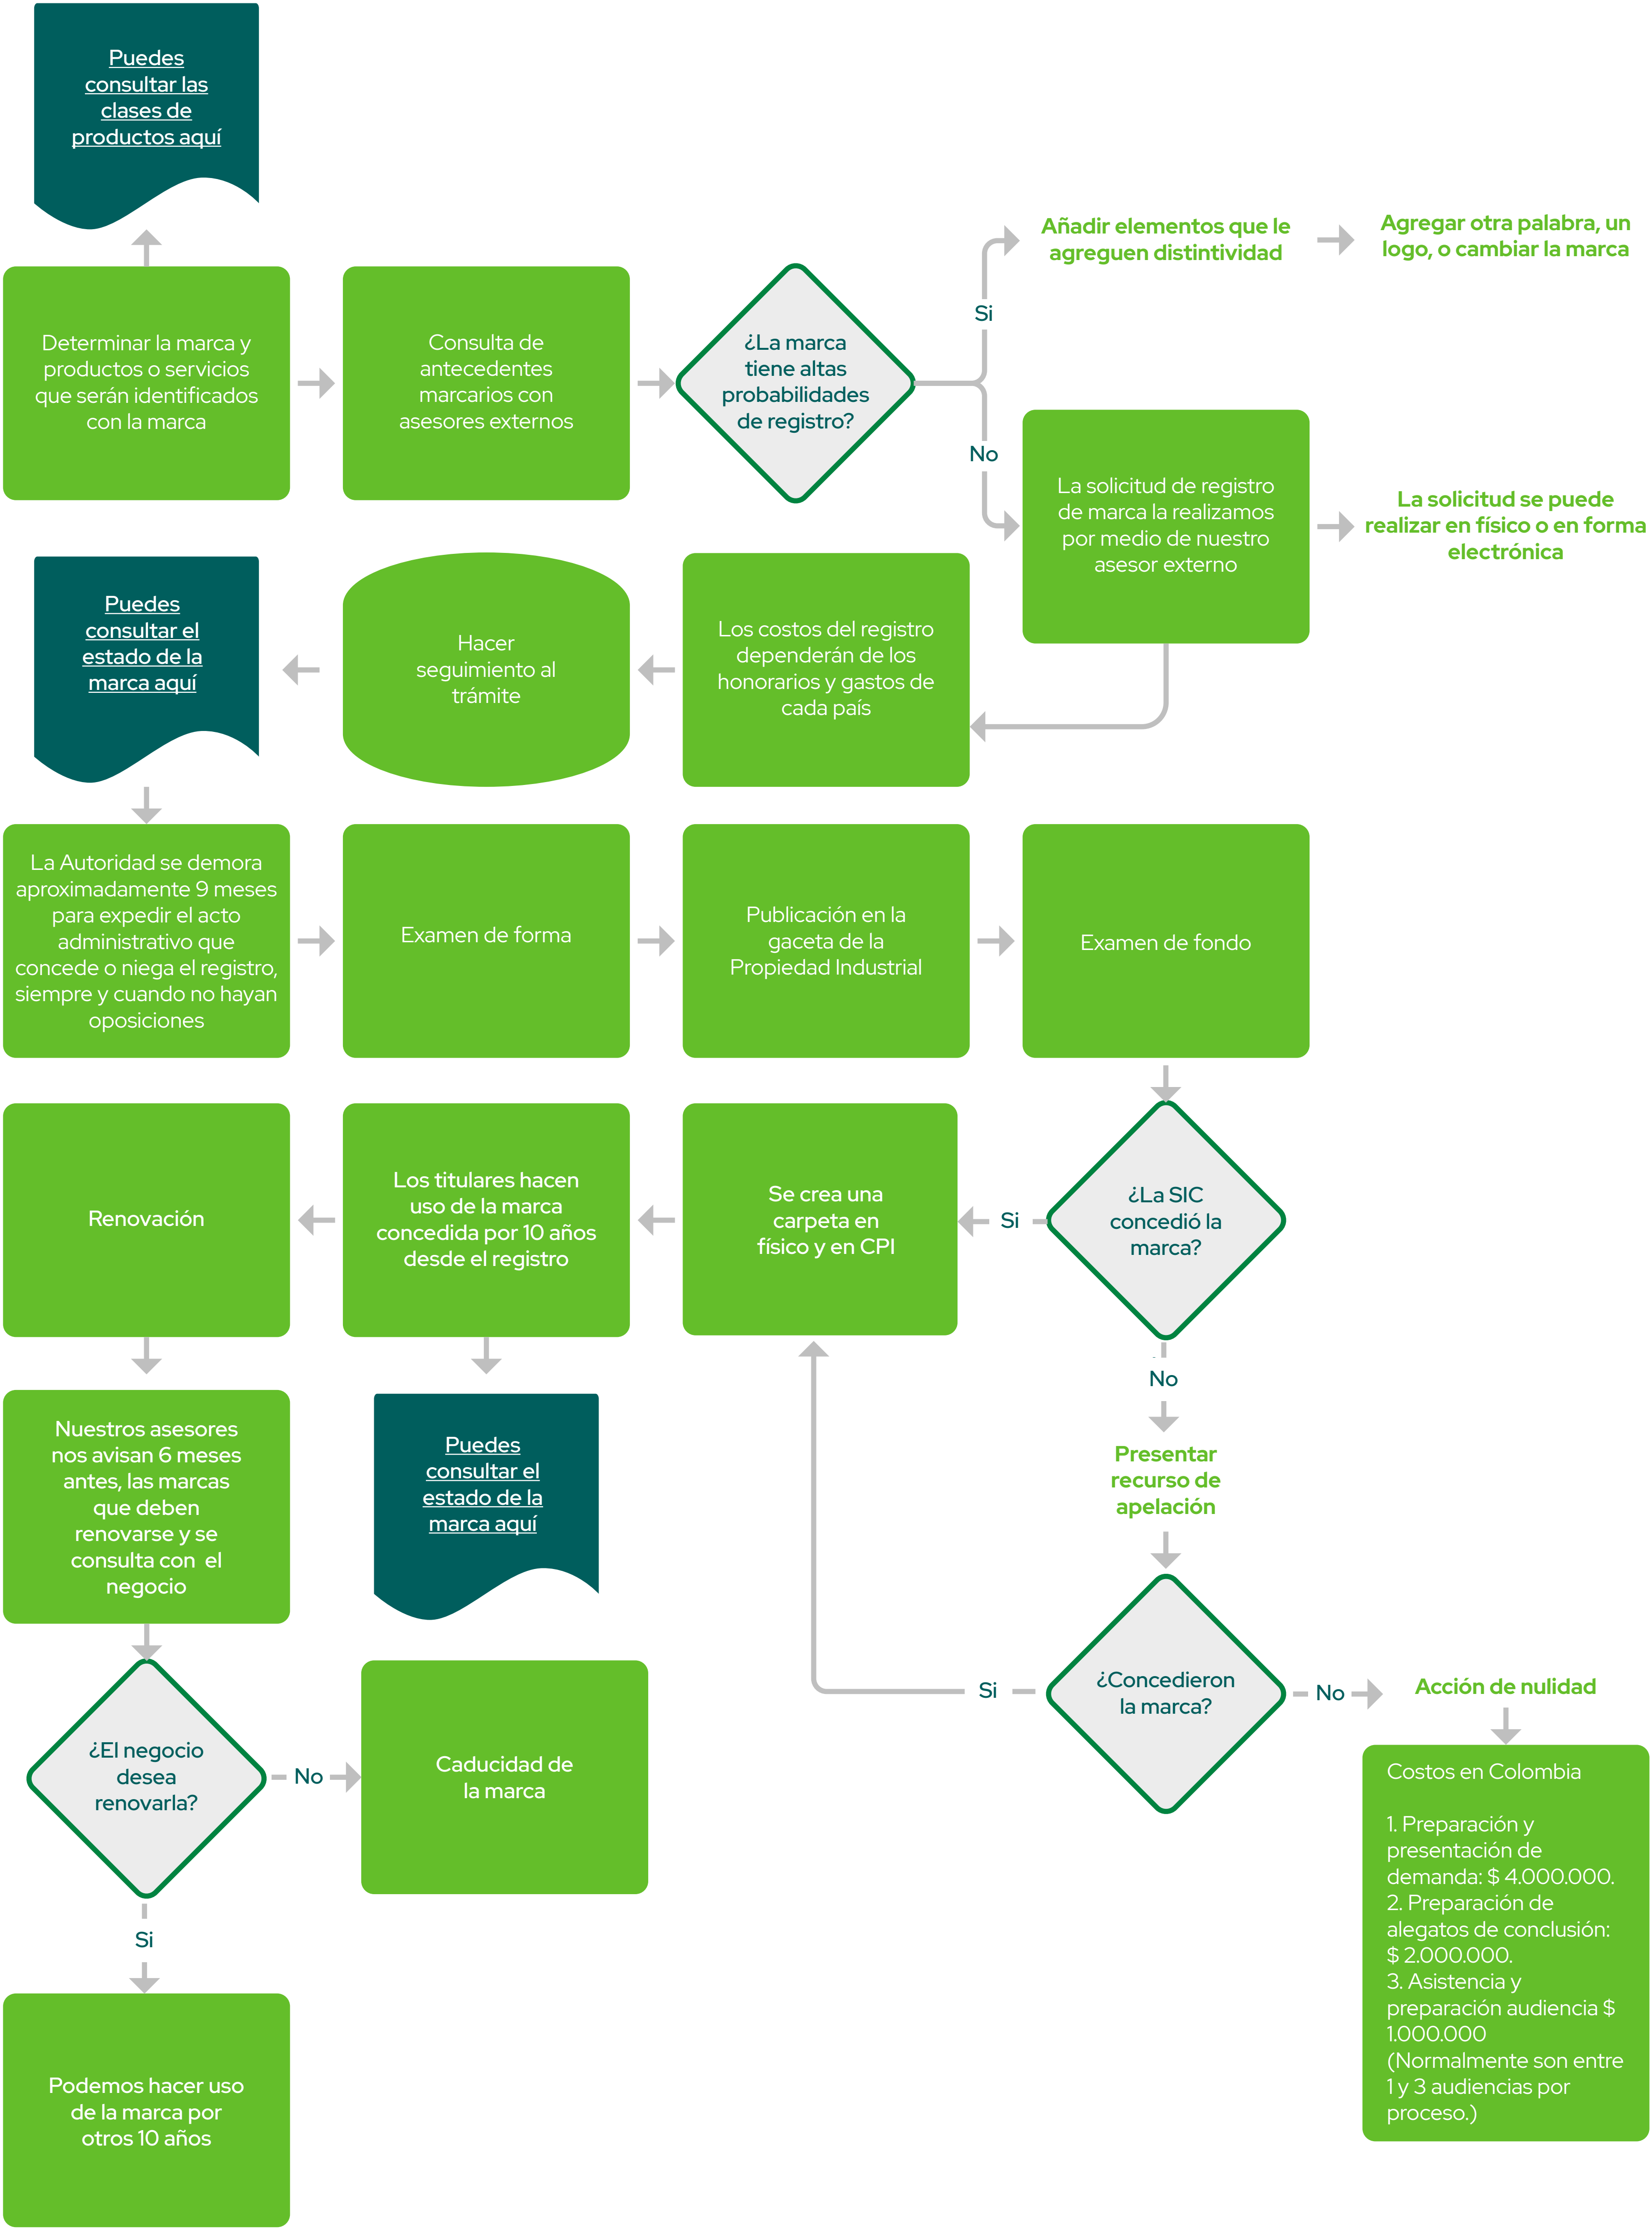 Puedes
consultar las
clases de
productos aquí
Determinar la marca y
productos o servicios
que serán identificados
con la marca
Consulta de
antecedentes
marcarios con
asesores externos
¿La marca
tiene altas
probabilidades
de registro?
Si
Añadir elementos que le
agreguen distintividad
Agregar otra palabra, un
logo, o cambiar la marca
No
La solicitud de registro
de marca la realizamos
por medio de nuestro
asesor externo
La solicitud se puede
realizar en físico o en forma
electrónica
Los costos del registro
dependerán de los
honorarios y gastos de
cada país
Hacer
seguimiento al
trámite
Puedes
consultar el
estado de la
marca aquí
La Autoridad se demora
aproximadamente 9 meses
para expedir el acto
administrativo que
concede o niega el registro,
siempre y cuando no hayan
oposiciones
Examen de forma
Publicación en la
gaceta de la
Propiedad Industrial
Examen de fondo
¿La SIC
concedió la
marca?
Si
Se crea una
carpeta en
físico y en CPI
Los titulares hacen
uso de la marca
concedida por 10 años
desde el registro
Renovación
Puedes
consultar el
estado de la
marca aquí
Nuestros asesores
nos avisan 6 meses
antes, las marcas
que deben
renovarse y se
consulta con el
negocio
¿El negocio
desea
renovarla?
No
Caducidad de
la marca
Si
Podemos hacer uso
de la marca por
otros 10 años
No
Presentar
recurso de
apelación
¿Concedieron
la marca?
Si
No
Acción de nulidad
Costos en Colombia
1. Preparación y
presentación de
demanda: $ 4.000.000.
2. Preparación de
alegatos de conclusión:
$ 2.000.000.
3. Asistencia y
preparación audiencia $
1.000.000
(Normalmente son entre
1 y 3 audiencias por
proceso.)